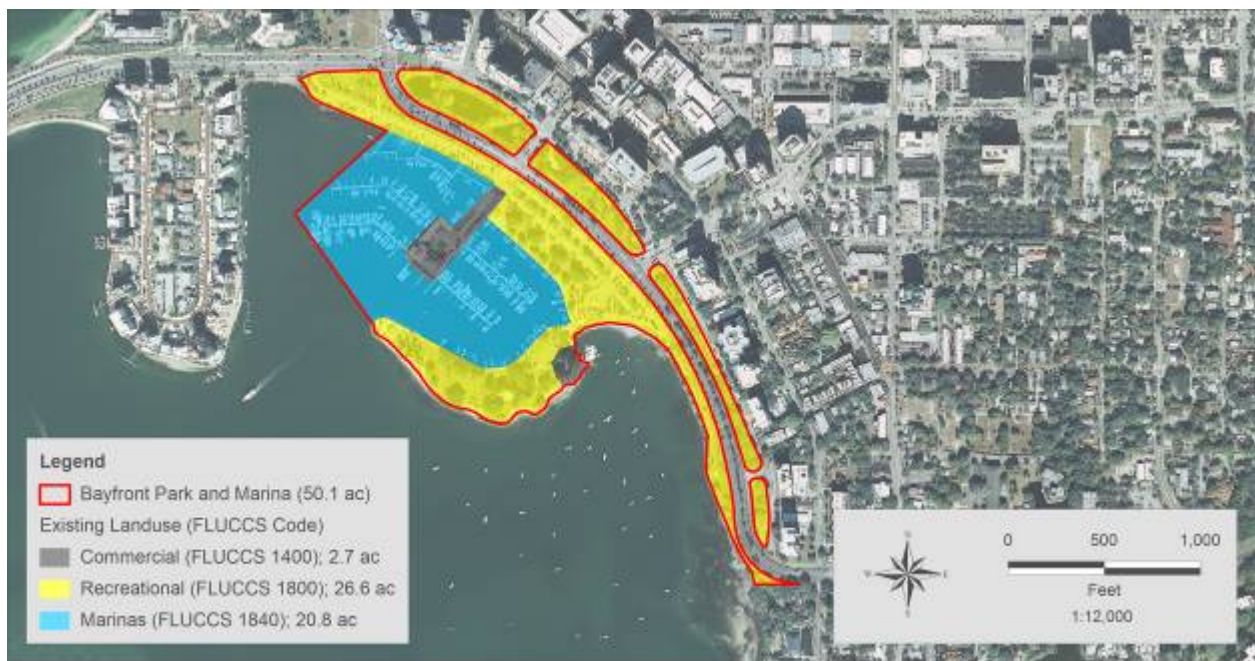 Legend
Bayfront Park and Marina (50.1 ac)
Existing Landuse (FLUCCS Code)
Commercial (FLUCCS 1400); 2.7 ac
Recreational (FLUCCS 1800); 26.6 ac
Marinas (FLUCCS 1840); 20.8 ac
N
W E
S
0 500 1,000
Feet
1:12,000